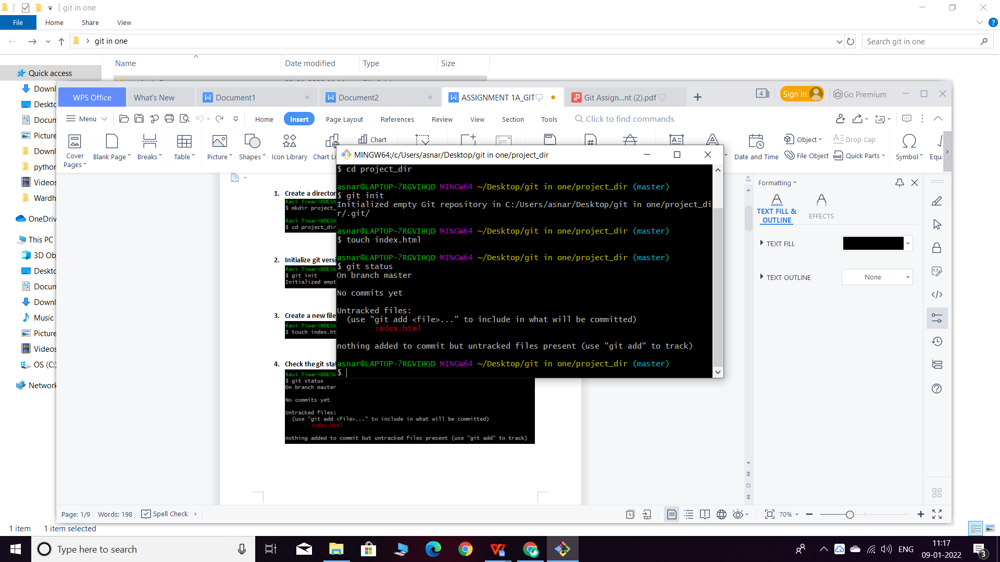 git in one
File Home Share View
git in one
Search git in one
Name Date modified Type Size
Quick access
Downl
Deskto
Docum
Picture
Downl
python
Videos
Wardh
OneDriv
This PC
3D Ob
Deskto
Docum
Downl
Music
Picture
Videos
OS (C:)
Network
WPS Office What's New Document1 Document2 ASSIGNMENT 1A_GIT Git Assign...nt (2).pdf 4 Sign in Go Premium
Menu Home Insert Page Layout References Review View Section Tools Click to find commands
Cover Pages Blank Page Breaks Table Picture Shapes Icon Library Chart Chart Li Date and Time Object File Object Drop Cap Quick Parts Symbol Equa
MINGW64:/c/Users/asnar/Desktop/git in one/project_dir
$ cd project_dir
asnar@LAPTOP-7RGVIHQD MINGW64 ~/Desktop/git in one/project_dir (master)
$ git init
Initialized empty Git repository in C:/Users/asnar/Desktop/git in one/project_di
r/.git/
asnar@LAPTOP-7RGVIHQD MINGW64 ~/Desktop/git in one/project_dir (master)
$ touch index.html
asnar@LAPTOP-7RGVIHQD MINGW64 ~/Desktop/git in one/project_dir (master)
$ git status
On branch master
No commits yet
Untracked files:
(use "git add <file>..." to include in what will be committed)
index.html
nothing added to commit but untracked files present (use "git add" to track)
asnar@LAPTOP-7RGVIHQD MINGW64 ~/Desktop/git in one/project_dir (master)
$
1. Create a director
Ravi Tiwari@DESK
$ mkdir project_
Ravi Tiwari@DESK
$ cd project_dir
2. Initialize git versi
Ravi Tiwari@DESK
$ git init
Initialized empt
3. Create a new file
Ravi Tiwari@DESK
$ touch index.ht
4. Check the git stat
Ravi Tiwari@DESK
$ git status
On branch master
No commits yet
Untracked files:
(use "git add <file>..." to include in what will be committed)
index.html
nothing added to commit but untracked files present (use "git add" to track)
Formatting
TEXT FILL & OUTLINE
EFFECTS
TEXT FILL
TEXT OUTLINE None
Page: 1/9 Words: 198 Spell Check 70%
1 item 1 item selected
Type here to search
ENG
11:17
09-01-2022
3